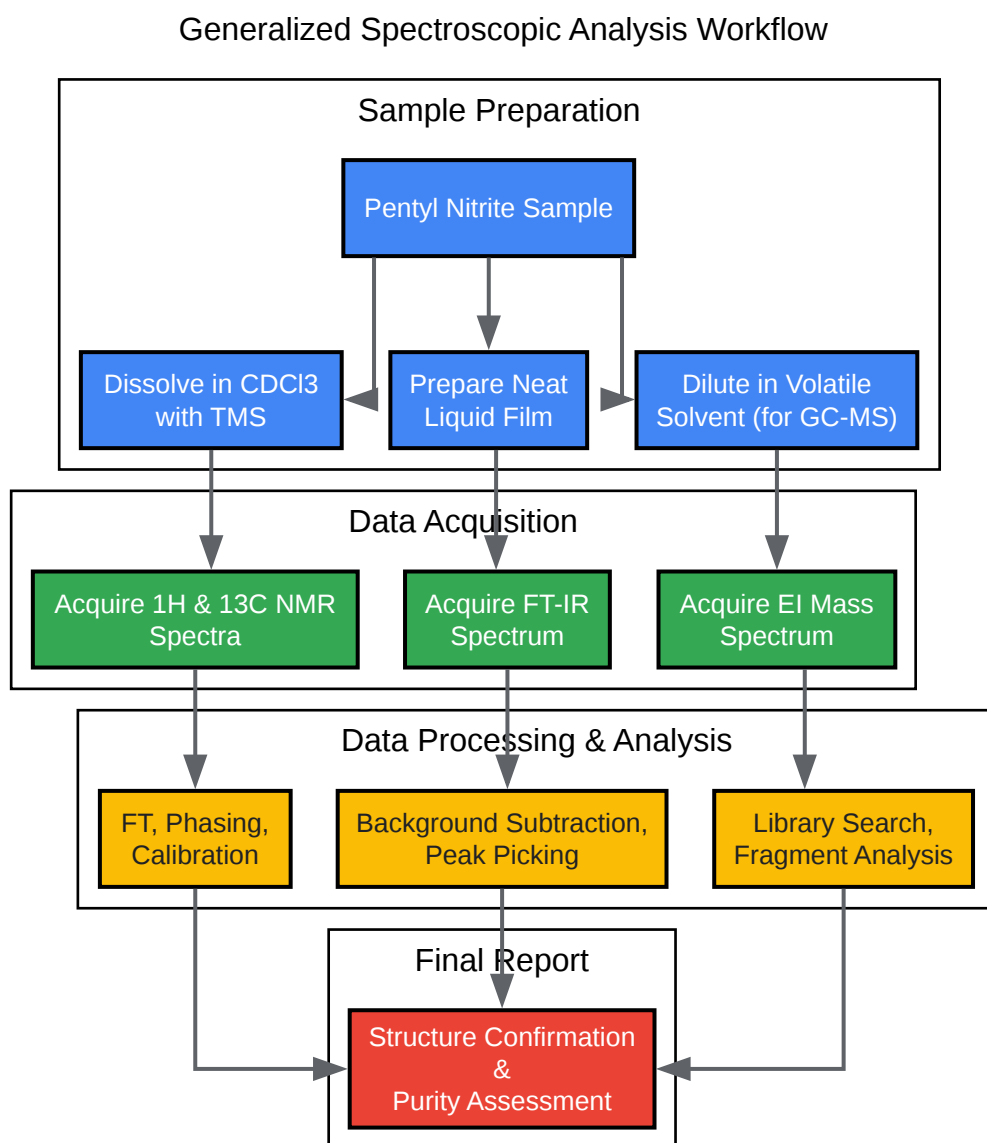 Generalized Spectroscopic Analysis Workflow
Sample Preparation
Pentyl Nitrite Sample
Dissolve in CDCl3
with TMS
Prepare Neat
Liquid Film
Dilute in Volatile
Solvent (for GC-MS)
Data Acquisition
Acquire 1H & 13C NMR
Spectra
Acquire FT-IR
Spectrum
Acquire EI Mass
Spectrum
Data Processing & Analysis
FT, Phasing,
Calibration
Background Subtraction,
Peak Picking
Library Search,
Fragment Analysis
Final Report
Structure Confirmation
&
Purity Assessment